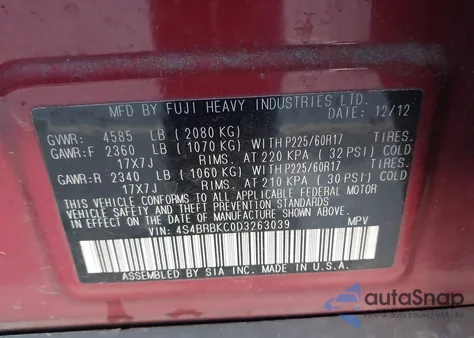 MFD BY FUJI HEAVY INDUSTRIES LTD.
DATE: 12/12
GVWR: 4585 LB (2080 KG)
GAWR:F 2360 LB (1070 KG) WITH P225/60R17 TIRES.
17X7J RIMS. AT 220 KPA ( 32 PSI) COLD
GAWR:R 2340 LB (1060 KG) WITH P225/60R17 TIRES.
17X7J RIMS. AT 210 KPA ( 30 PSI) COLD
THIS VEHICLE CONFORMS TO ALL APPLICABLE FEDERAL MOTOR
VEHICLE SAFETY AND THEFT PREVENTION STANDARDS IN
EFFECT ON THE DATE OF MANUFACTURE SHOWN ABOVE.
VIN: 4S4BRBKC0D3263039 MPV
ASSEMBLED BY SIA INC. MADE IN U.S.A.
autoSnap